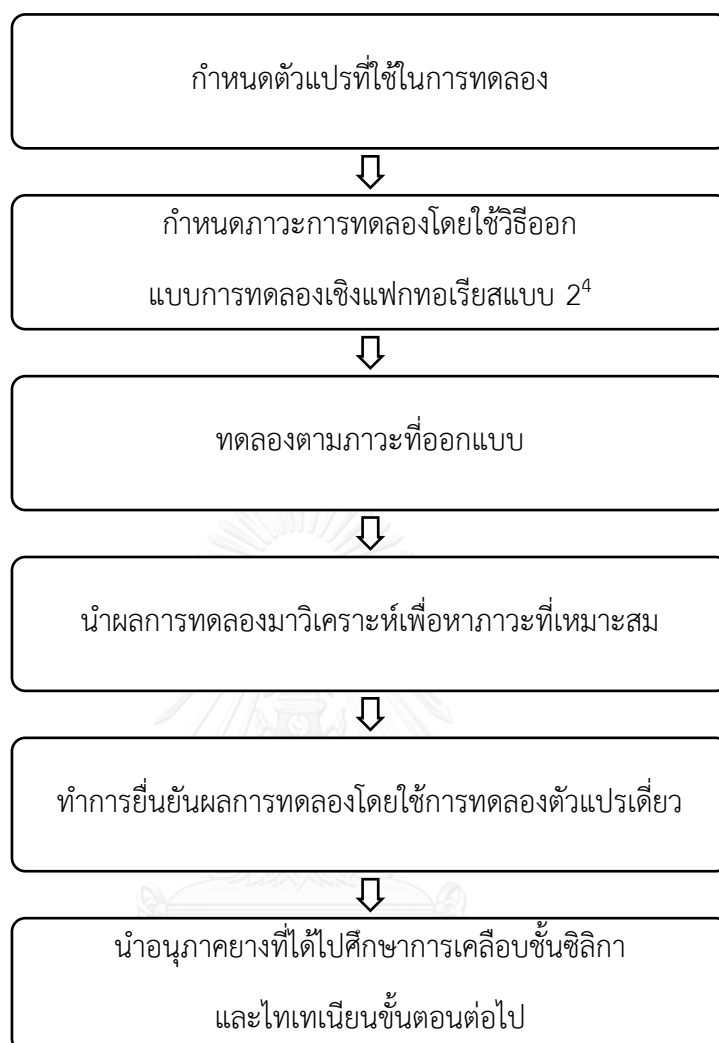 กำหนดตัวแปรที่ใช้ในการทดลอง
กำหนดภาวะการทดลองโดยใช้วิธีออก
แบบการทดลองเชิงแฟกทอเรียสแบบ 2⁴
ทดลองตามภาวะที่ออกแบบ
นำผลการทดลองมาวิเคราะห์เพื่อหาภาวะที่เหมาะสม
ทำการยื่นยันผลการทดลองโดยใช้การทดลองตัวแปรเดี่ยว
นำอนุภาคยางที่ได้ไปศึกษาการเคลือบชั้นซิลิกา
และไทเทเนียนขั้นตอนต่อไป